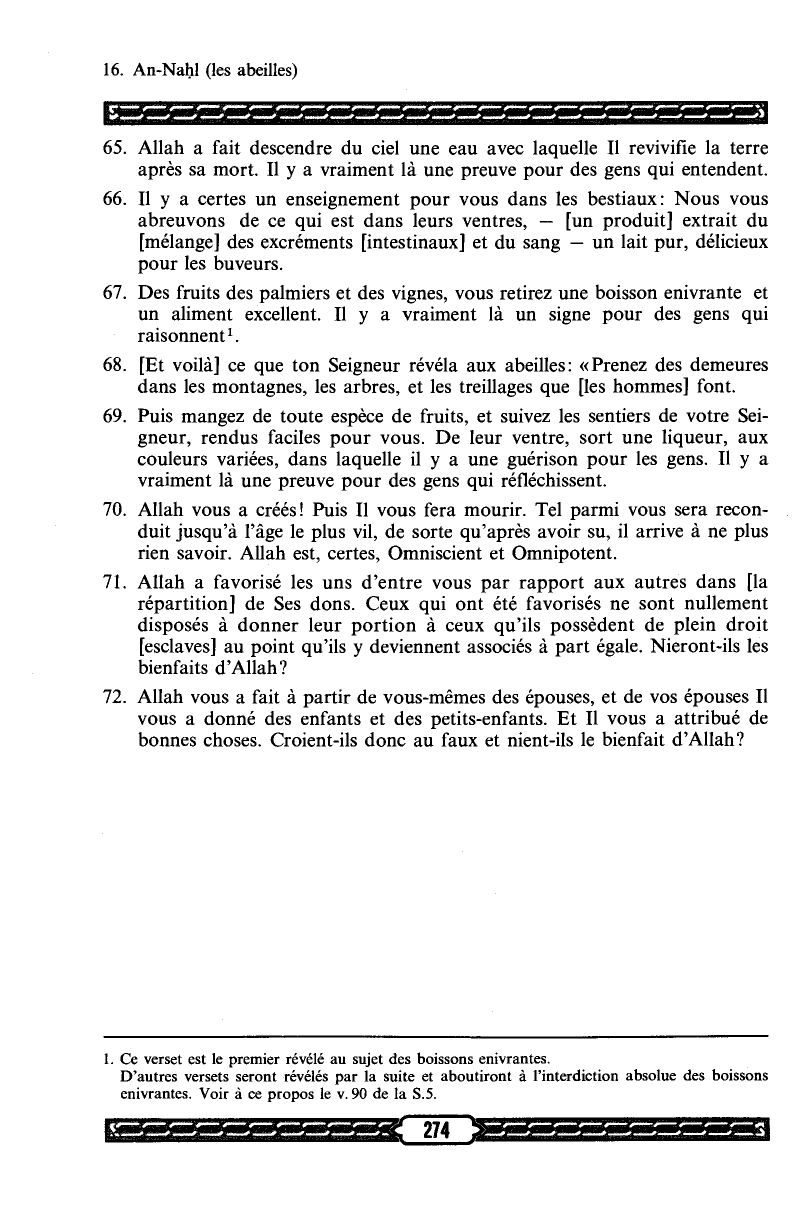 16. An-Naḥl (les abeilles)
65. Allah a fait descendre du ciel une eau avec laquelle Il revivifie la terre
après sa mort. Il y a vraiment là une preuve pour des gens qui entendent.
66. Il y a certes un enseignement pour vous dans les bestiaux: Nous vous
abreuvons de ce qui est dans leurs ventres, — [un produit] extrait du
[mélange] des excréments [intestinaux] et du sang — un lait pur, délicieux
pour les buveurs.
67. Des fruits des palmiers et des vignes, vous retirez une boisson enivrante et
un aliment excellent. Il y a vraiment là un signe pour des gens qui
raisonnent¹.
68. [Et voilà] ce que ton Seigneur révéla aux abeilles: «Prenez des demeures
dans les montagnes, les arbres, et les treillages que [les hommes] font.
69. Puis mangez de toute espèce de fruits, et suivez les sentiers de votre Sei-
gneur, rendus faciles pour vous. De leur ventre, sort une liqueur, aux
couleurs variées, dans laquelle il y a une guérison pour les gens. Il y a
vraiment là une preuve pour des gens qui réfléchissent.
70. Allah vous a créés! Puis Il vous fera mourir. Tel parmi vous sera recon-
duit jusqu'à l'âge le plus vil, de sorte qu'après avoir su, il arrive à ne plus
rien savoir. Allah est, certes, Omniscient et Omnipotent.
71. Allah a favorisé les uns d'entre vous par rapport aux autres dans [la
répartition] de Ses dons. Ceux qui ont été favorisés ne sont nullement
disposés à donner leur portion à ceux qu'ils possèdent de plein droit
[esclaves] au point qu'ils y deviennent associés à part égale. Nieront-ils les
bienfaits d'Allah?
72. Allah vous a fait à partir de vous-mêmes des épouses, et de vos épouses Il
vous a donné des enfants et des petits-enfants. Et Il vous a attribué de
bonnes choses. Croient-ils donc au faux et nient-ils le bienfait d'Allah?
1. Ce verset est le premier révélé au sujet des boissons enivrantes.
D'autres versets seront révélés par la suite et aboutiront à l'interdiction absolue des boissons
enivrantes. Voir à ce propos le v. 90 de la S.5.
274